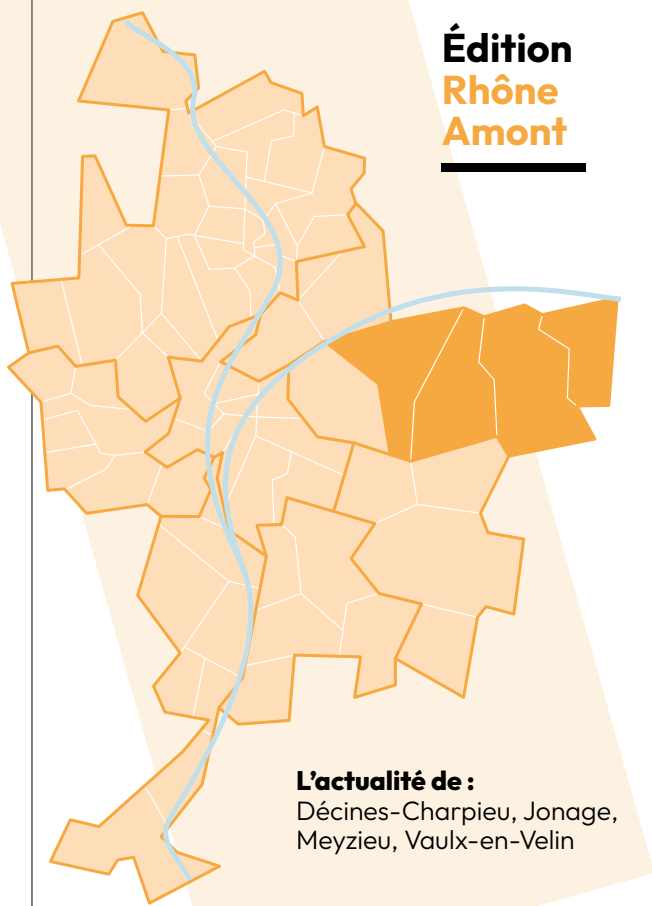 Édition
Rhône
Amont
L’actualité de :
Décines-Charpieu, Jonage,
Meyzieu, Vaulx-en-Velin